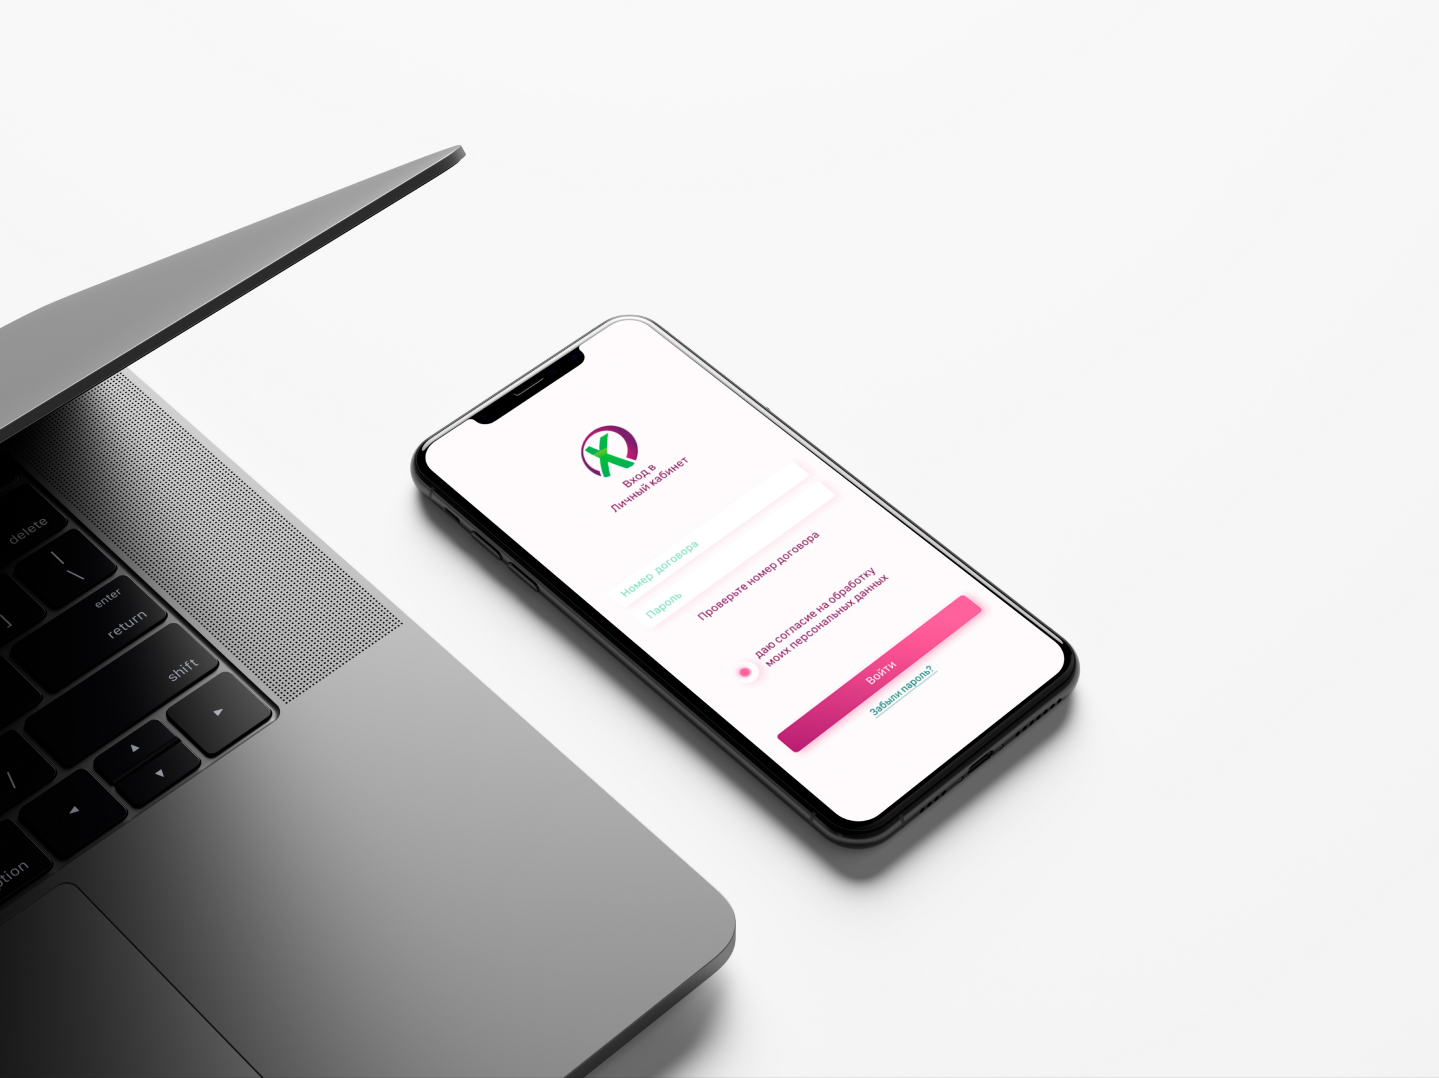 delete
\
]
enter
return
shift
/
ption
Вход в
Личный кабинет
Номер договора
Пароль
Проверьте номер договора
даю согласие на обработку
моих персональных данных
Войти
Забыли пароль?